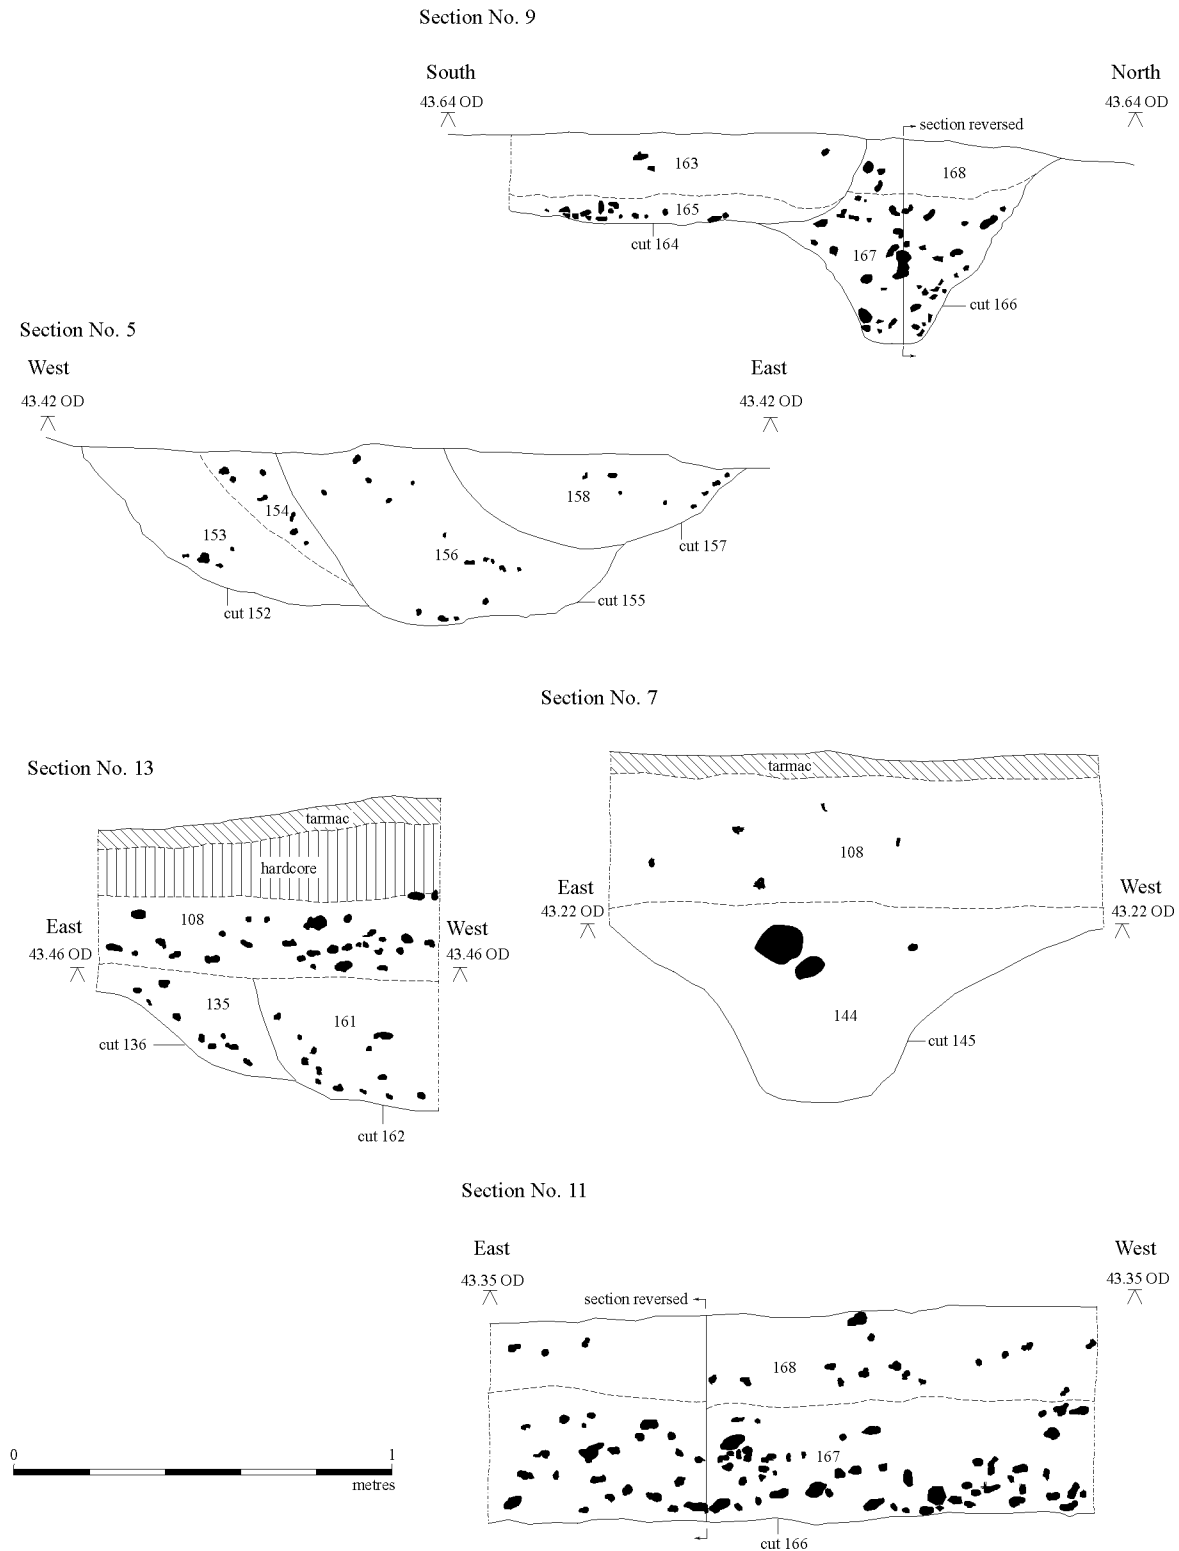 Section No. 9
South
North
43.64 OD
43.64 OD
section reversed
163
168
165
cut 164
167
cut 166
Section No. 5
West
East
43.42 OD
43.42 OD
158
154
153
156
cut 157
cut 152
cut 155
Section No. 7
Section No. 13
tarmac
tarmac
108
hardcore
East
West
43.22 OD
43.22 OD
108
East
West
43.46 OD
43.46 OD
135
161
144
cut 136
cut 145
cut 162
Section No. 11
East
West
43.35 OD
43.35 OD
section reversed
168
167
0
1
metres
cut 166